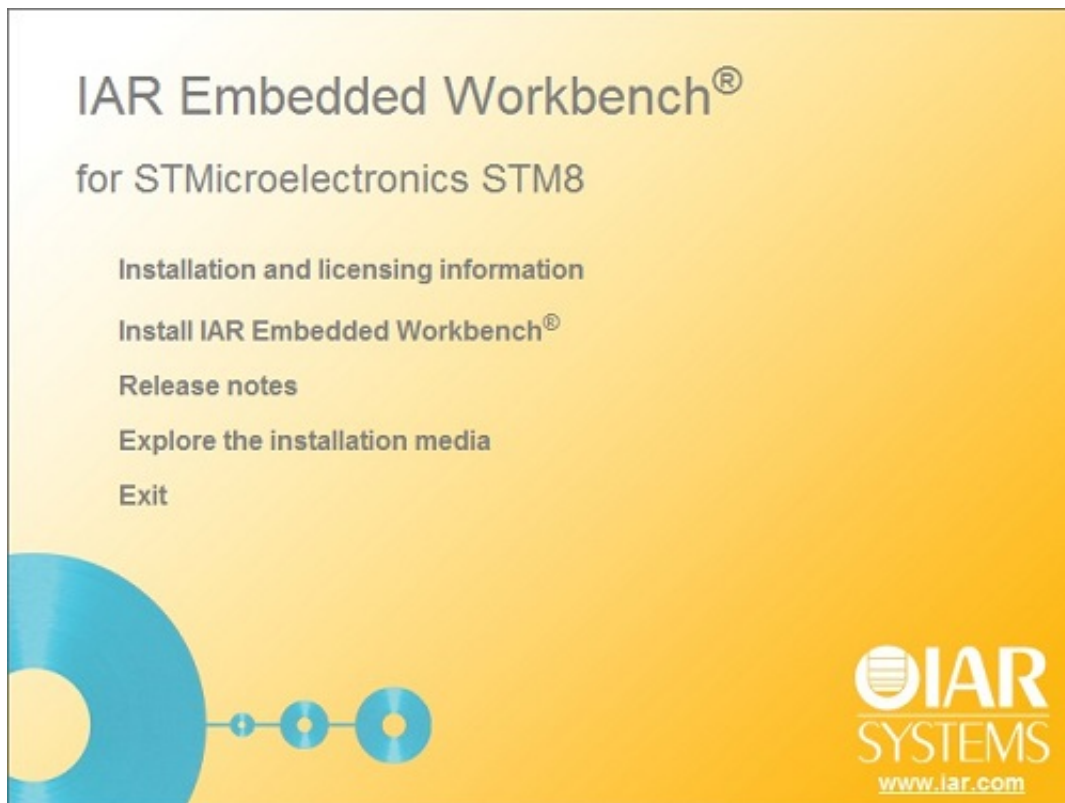 IAR Embedded Workbench®
for STMicroelectronics STM8
Installation and licensing information
Install IAR Embedded Workbench®
Release notes
Explore the installation media
Exit
IAR
SYSTEMS
www.iar.com